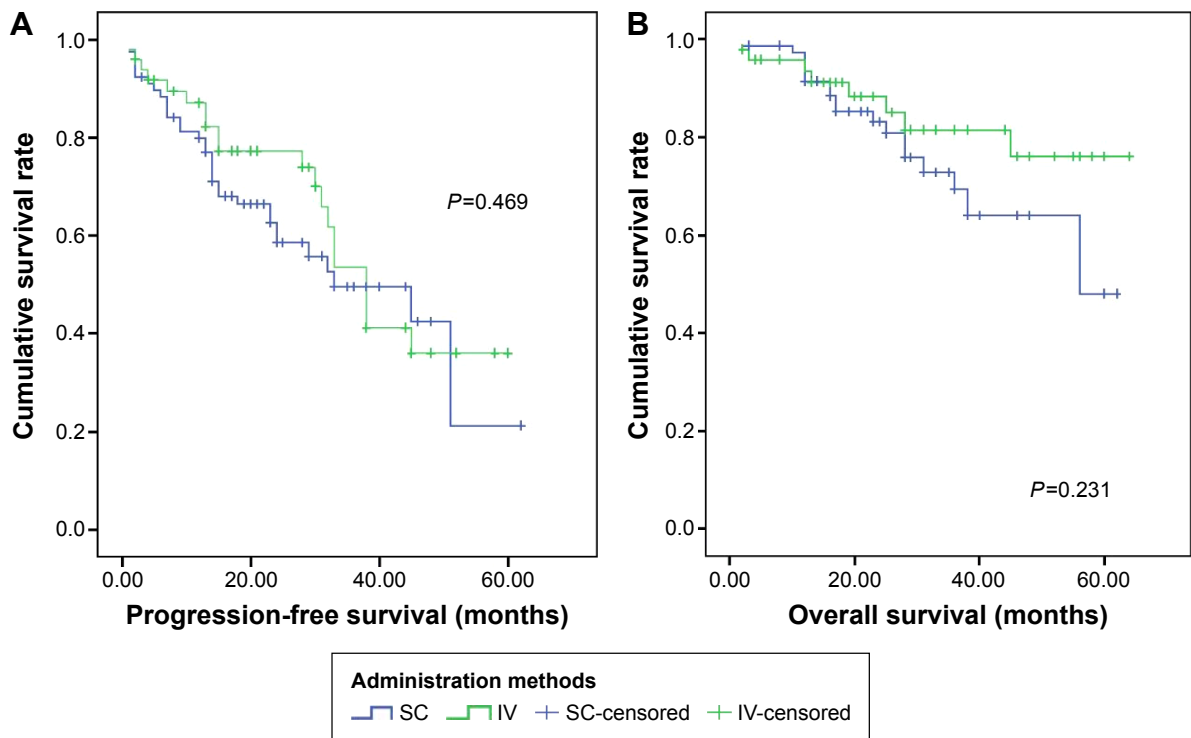 A
Cumulative survival rate
1.0
0.8
0.6
0.4
0.2
0.0
P=0.469
0.00 20.00 40.00 60.00
Progression-free survival (months)
B
Cumulative survival rate
1.0
0.8
0.6
0.4
0.2
0.0
P=0.231
0.00 20.00 40.00 60.00
Overall survival (months)
Administration methods
SC IV SC-censored IV-censored